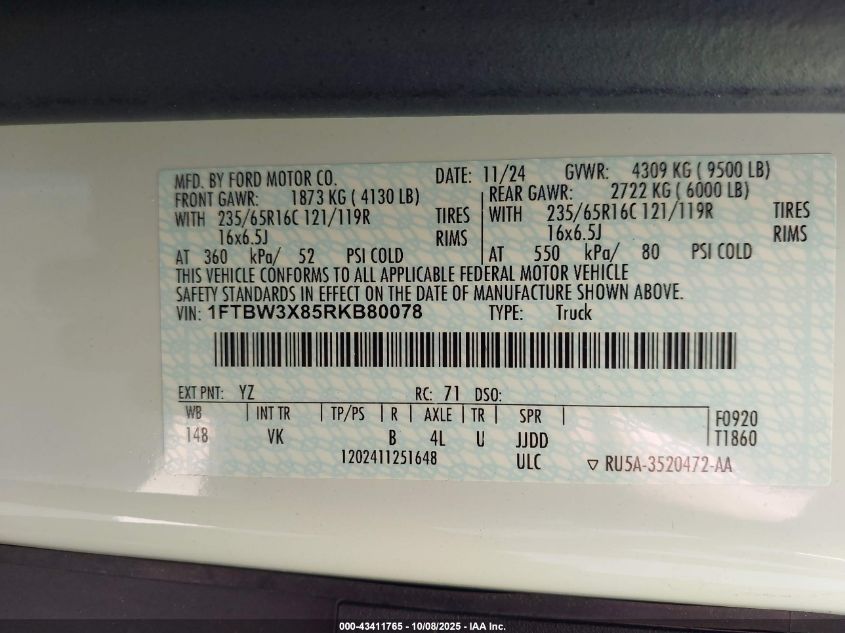 MFD. BY FORD MOTOR CO. DATE: 11/24 GVWR: 4309 KG ( 9500 LB)
FRONT GAWR: 1873 KG ( 4130 LB) REAR GAWR: 2722 KG ( 6000 LB)
WITH 235/65R16C 121/119R TIRES WITH 235/65R16C 121/119R TIRES
16x6.5J RIMS 16x6.5J RIMS
AT 360 kPa/ 52 PSI COLD AT 550 kPa/ 80 PSI COLD
THIS VEHICLE CONFORMS TO ALL APPLICABLE FEDERAL MOTOR VEHICLE
SAFETY STANDARDS IN EFFECT ON THE DATE OF MANUFACTURE SHOWN ABOVE.
VIN: 1FTBW3X85RKB80078 TYPE: Truck
EXT PNT: YZ RC: 71 DSO:
WB INT TR TP/PS R AXLE TR SPR F0920
148 VK B 4L U JJDD T1860
1202411251648 ULC ▽ RU5A-3520472-AA
000-43411765 - 10/08/2025 - IAA Inc.